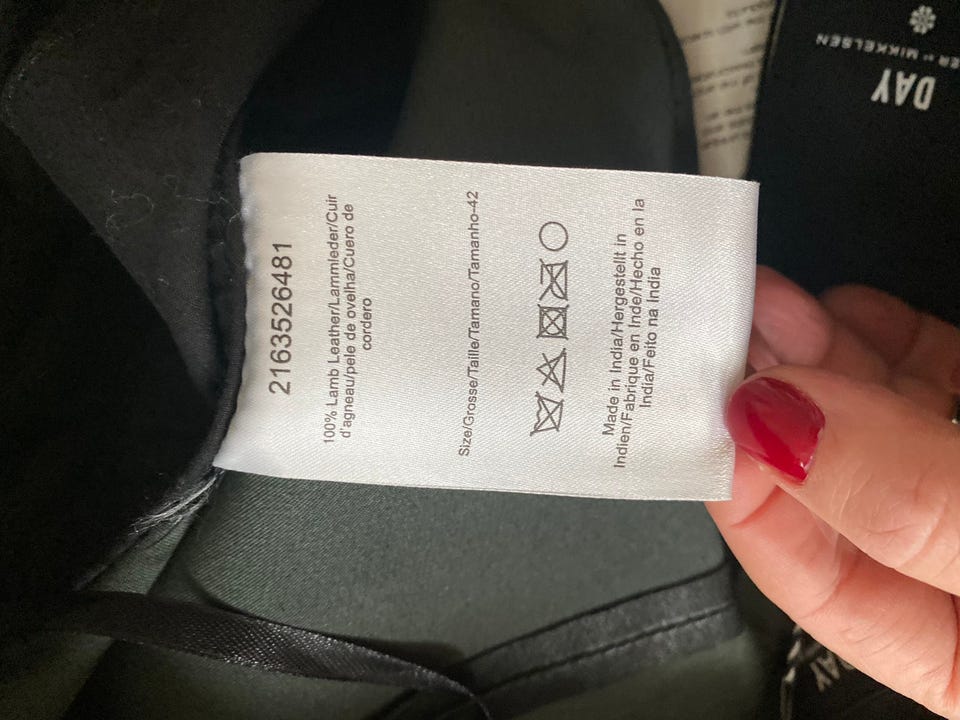 2163526481
100% Lamb Leather/Lammleder/Cuir
d'agneau/pele de ovelha/Cuero de
cordero
Size/Grosse/Taille/Tamano/Tamanho-42
Made in India/Hergestellt in
Indien/Fabrique en Inde/Hecho en la
India/Feito na India
DAY
MIKKELSEN
DAY